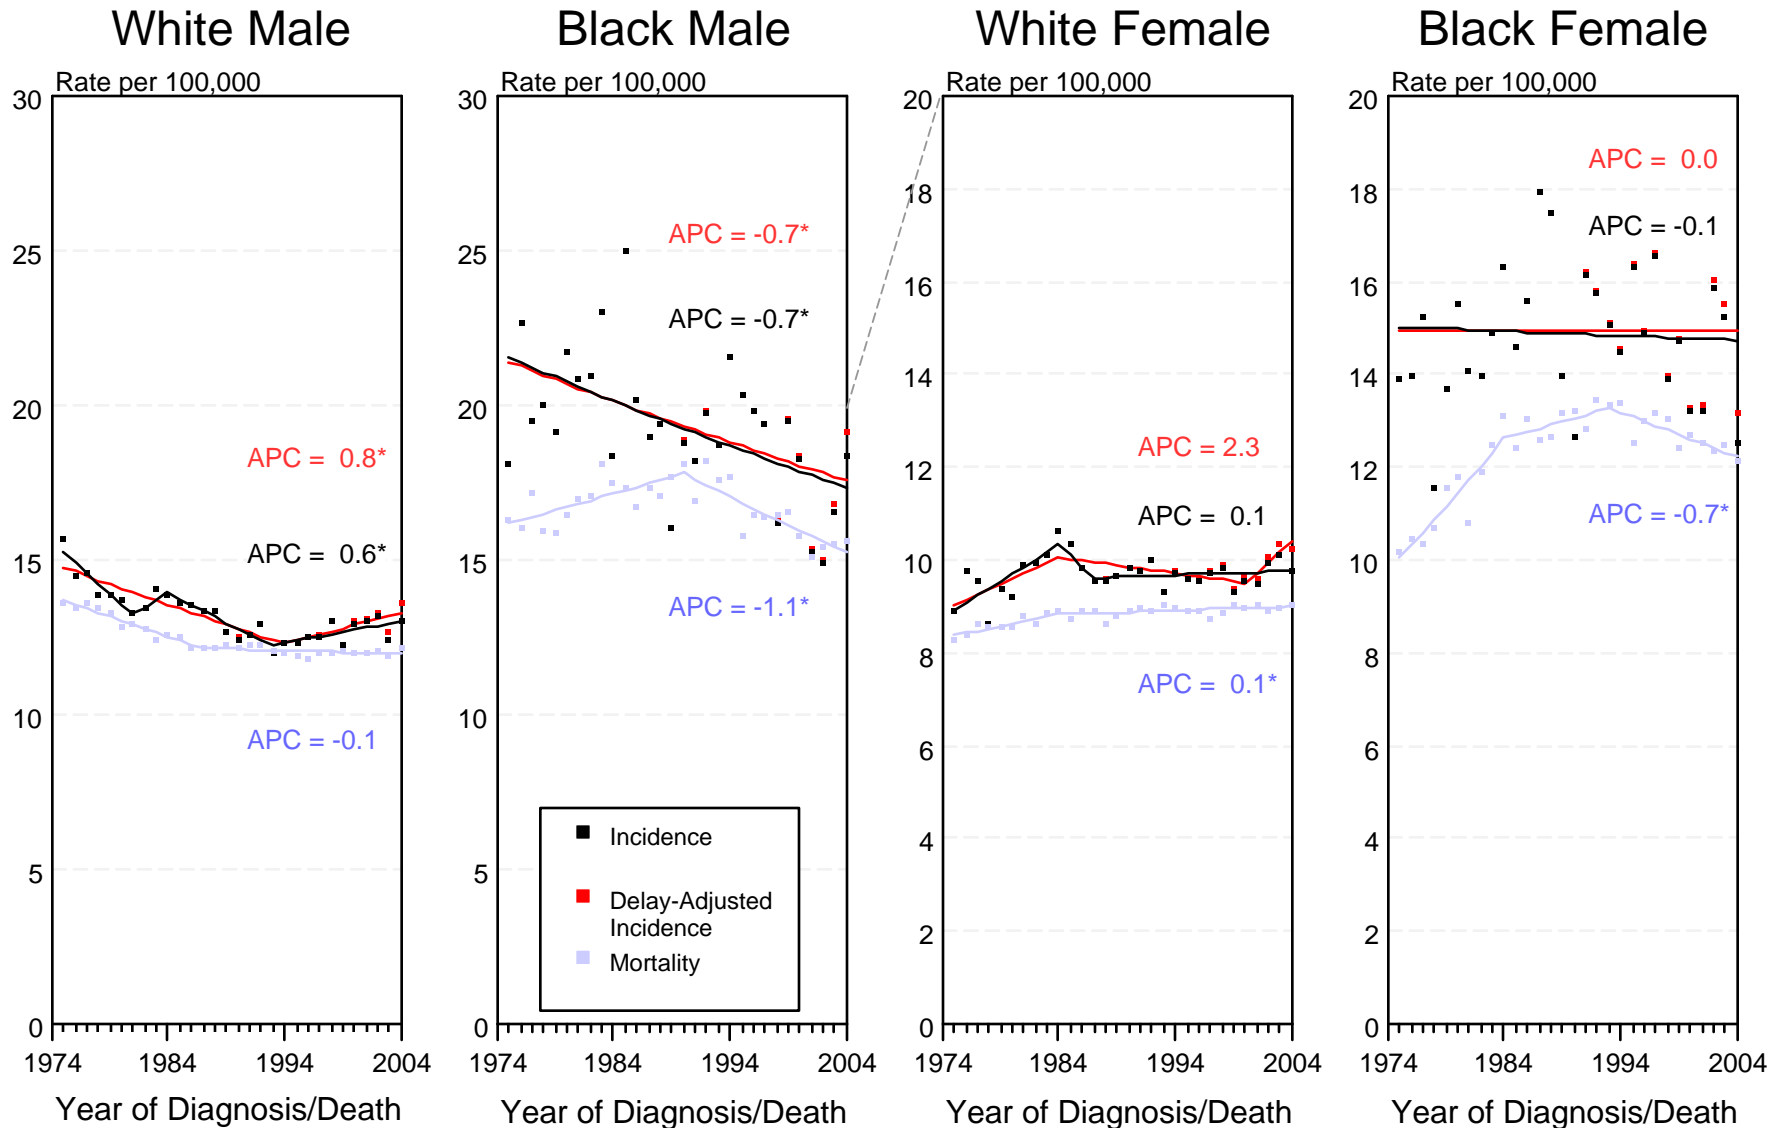 White Male
Black Male
White Female
Black Female
Rate per 100,000
30
25
20
15
10
5
0
APC = 0.8*
APC = 0.6*
APC = -0.1
1974
1984
1994
2004
Year of Diagnosis/Death
Rate per 100,000
30
25
20
15
10
5
0
APC = -0.7*
APC = -0.7*
APC = -1.1*
Incidence
Delay-Adjusted
Incidence
Mortality
1974
1984
1994
2004
Year of Diagnosis/Death
Rate per 100,000
20
18
16
14
12
10
8
6
4
2
0
APC = 2.3
APC = 0.1
APC = 0.1*
1974
1984
1994
2004
Year of Diagnosis/Death
Rate per 100,000
20
18
16
14
12
10
8
6
4
2
0
APC = 0.0
APC = -0.1
APC = -0.7*
1974
1984
1994
2004
Year of Diagnosis/Death